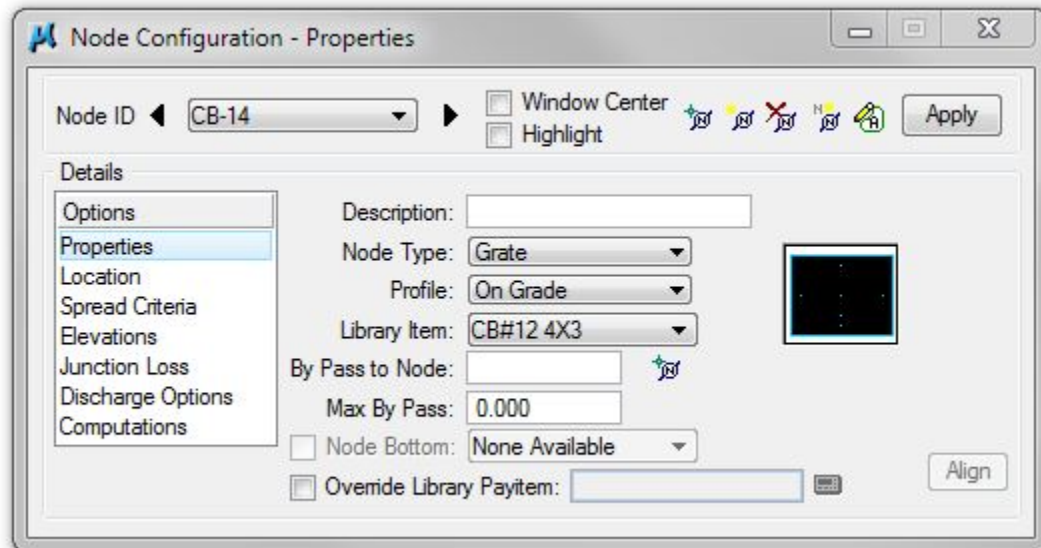 Node Configuration - Properties
Node ID CB-14 Window Center Apply
Highlight
Details
Options
Properties
Location
Spread Criteria
Elevations
Junction Loss
Discharge Options
Computations
Description:
Node Type: Grate
Profile: On Grade
Library Item: CB#12 4X3
By Pass to Node:
Max By Pass: 0.000
Node Bottom: None Available
Override Library Payitem:
Align